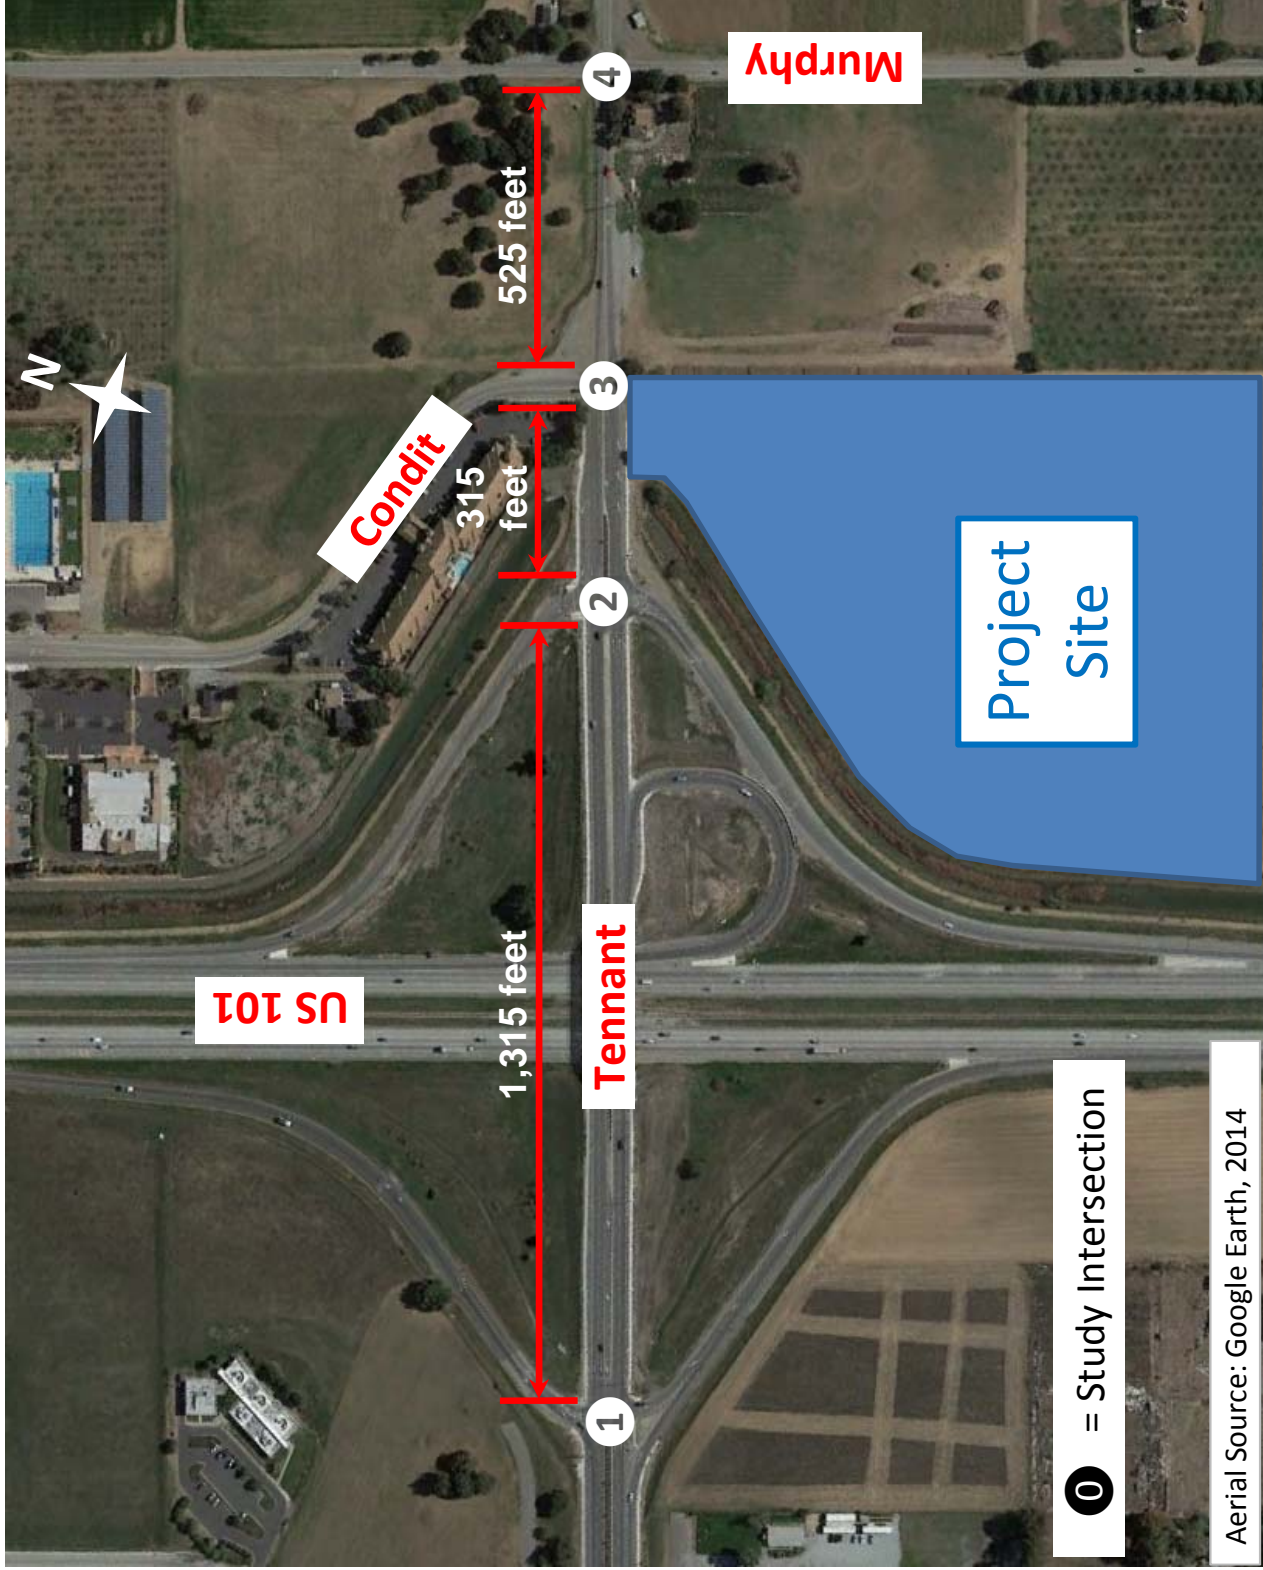 N
Murphy
4
525 feet
3
Condit
315
feet
2
Project
Site
1,315 feet
US 101
Tennant
1
0 = Study Intersection
Aerial Source: Google Earth, 2014